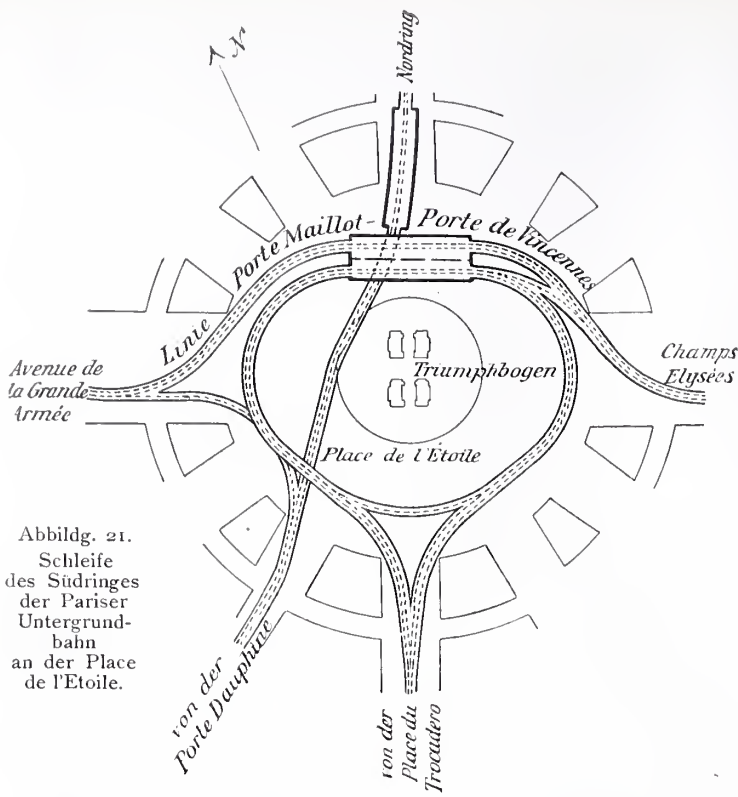 N
Nordring
Linie Porte Maillot- Porte de Vincennes
Avenue de
la Grande
Armée
Champs
Elysées
Triumphbogen
Place de l'Étoile
Abbildg. 21.
Schleife
des Südringes
der Pariser
Untergrund-
bahn
an der Place
de l'Etoile.
von der
Porte Dauphine
von der
Place du
Trocadero